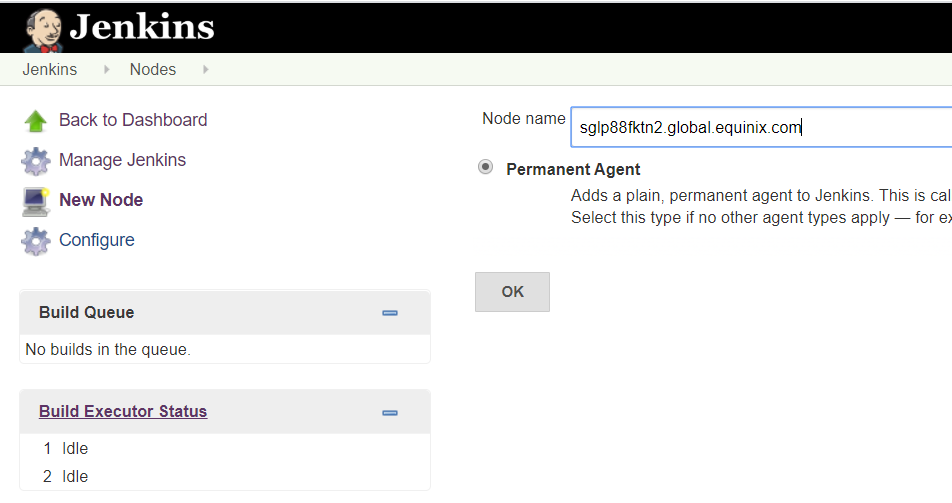 Jenkins
Jenkins Nodes
Back to Dashboard
Manage Jenkins
New Node
Configure
Build Queue
No builds in the queue.
Build Executor Status
1 Idle
2 Idle
Node name sglp88fktn2.global.equinix.com
Permanent Agent
Adds a plain, permanent agent to Jenkins. This is cal
Select this type if no other agent types apply — for ex
OK